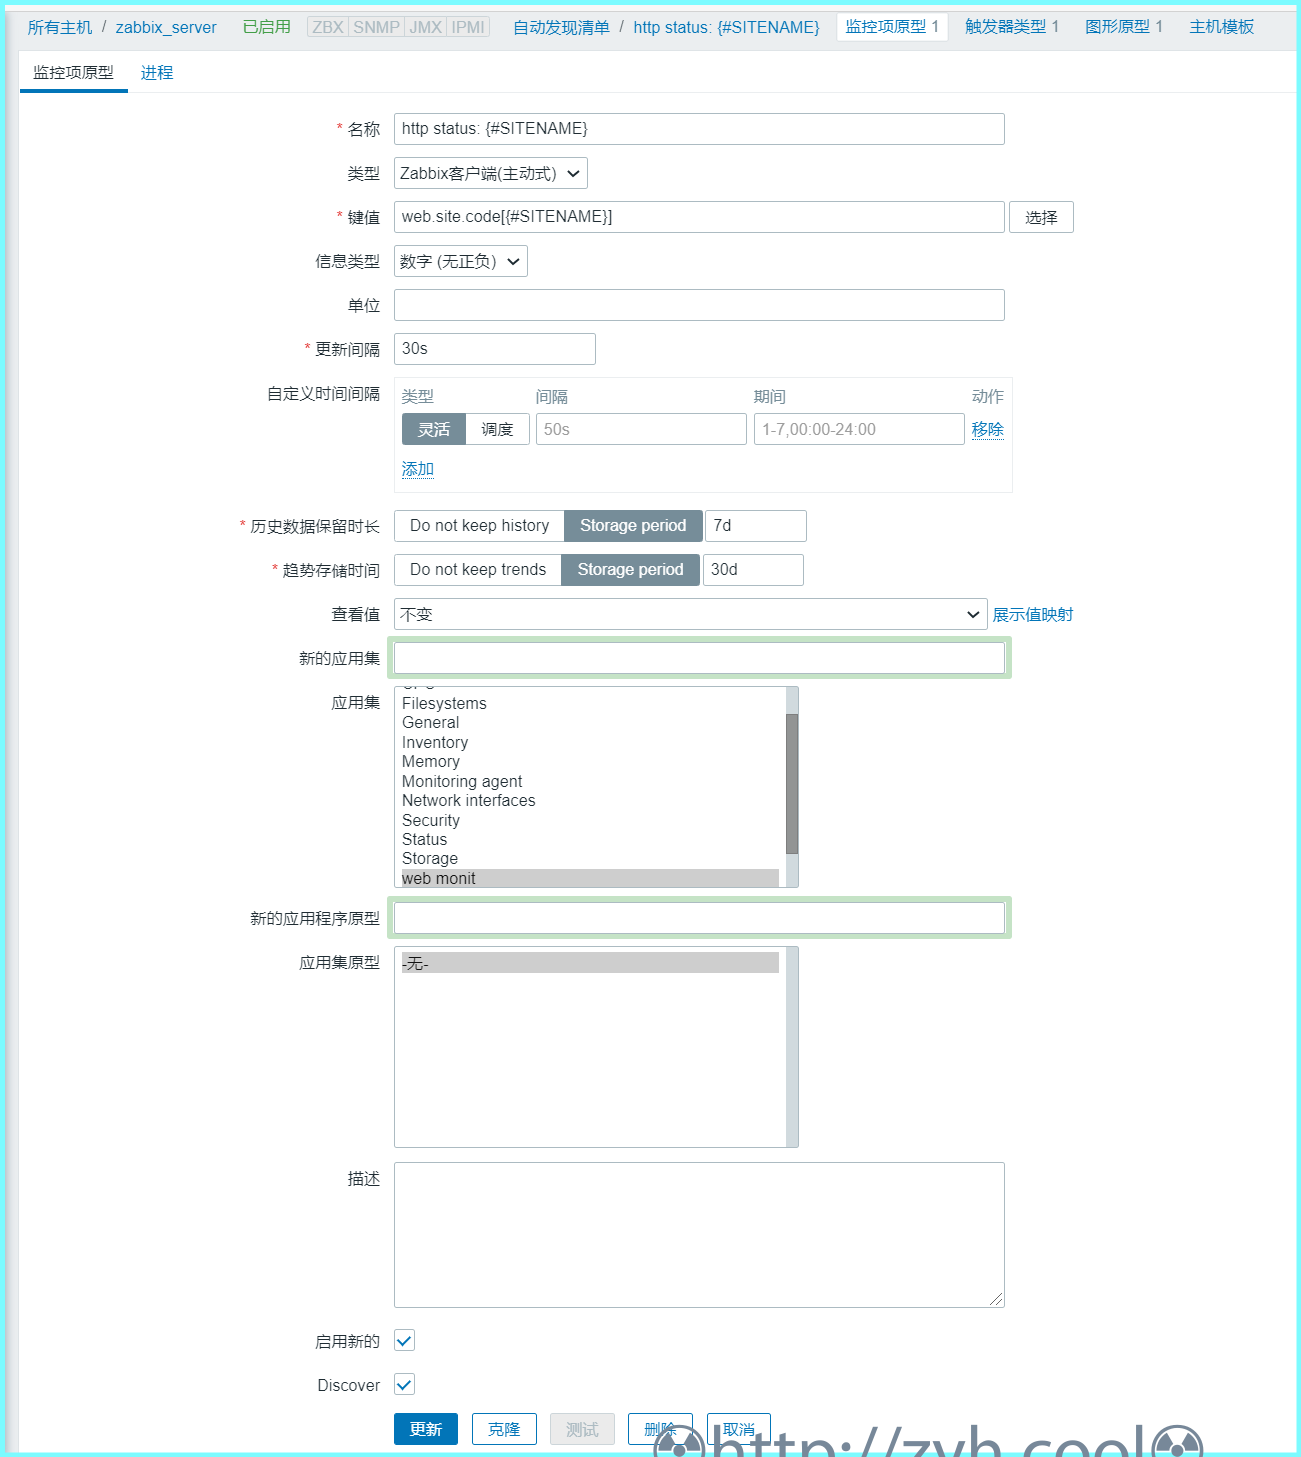 所有主机 / zabbix_server 已启用 ZBX SNMP JMX IPMI 自动发现清单 / http status: {#SITENAME} 监控项原型 1 触发器类型 1 图形原型 1 主机模板
监控项原型 进程
* 名称 http status: {#SITENAME}
类型 Zabbix客户端(主动式)
* 键值 web.site.code[{#SITENAME}] 选择
信息类型 数字 (无正负)
单位
* 更新间隔 30s
自定义时间间隔 类型 间隔 期间 动作
灵活 调度 50s 1-7,00:00-24:00 移除
添加
* 历史数据保留时长 Do not keep history Storage period 7d
* 趋势存储时间 Do not keep trends Storage period 30d
查看值 不变 展示值映射
新的应用集
应用集
Filesystems
General
Inventory
Memory
Monitoring agent
Network interfaces
Security
Status
Storage
web monit
新的应用程序原型
应用集原型 -无-
描述
启用新的
Discover
更新 克隆 测试 删除 取消
http://zyh.cool